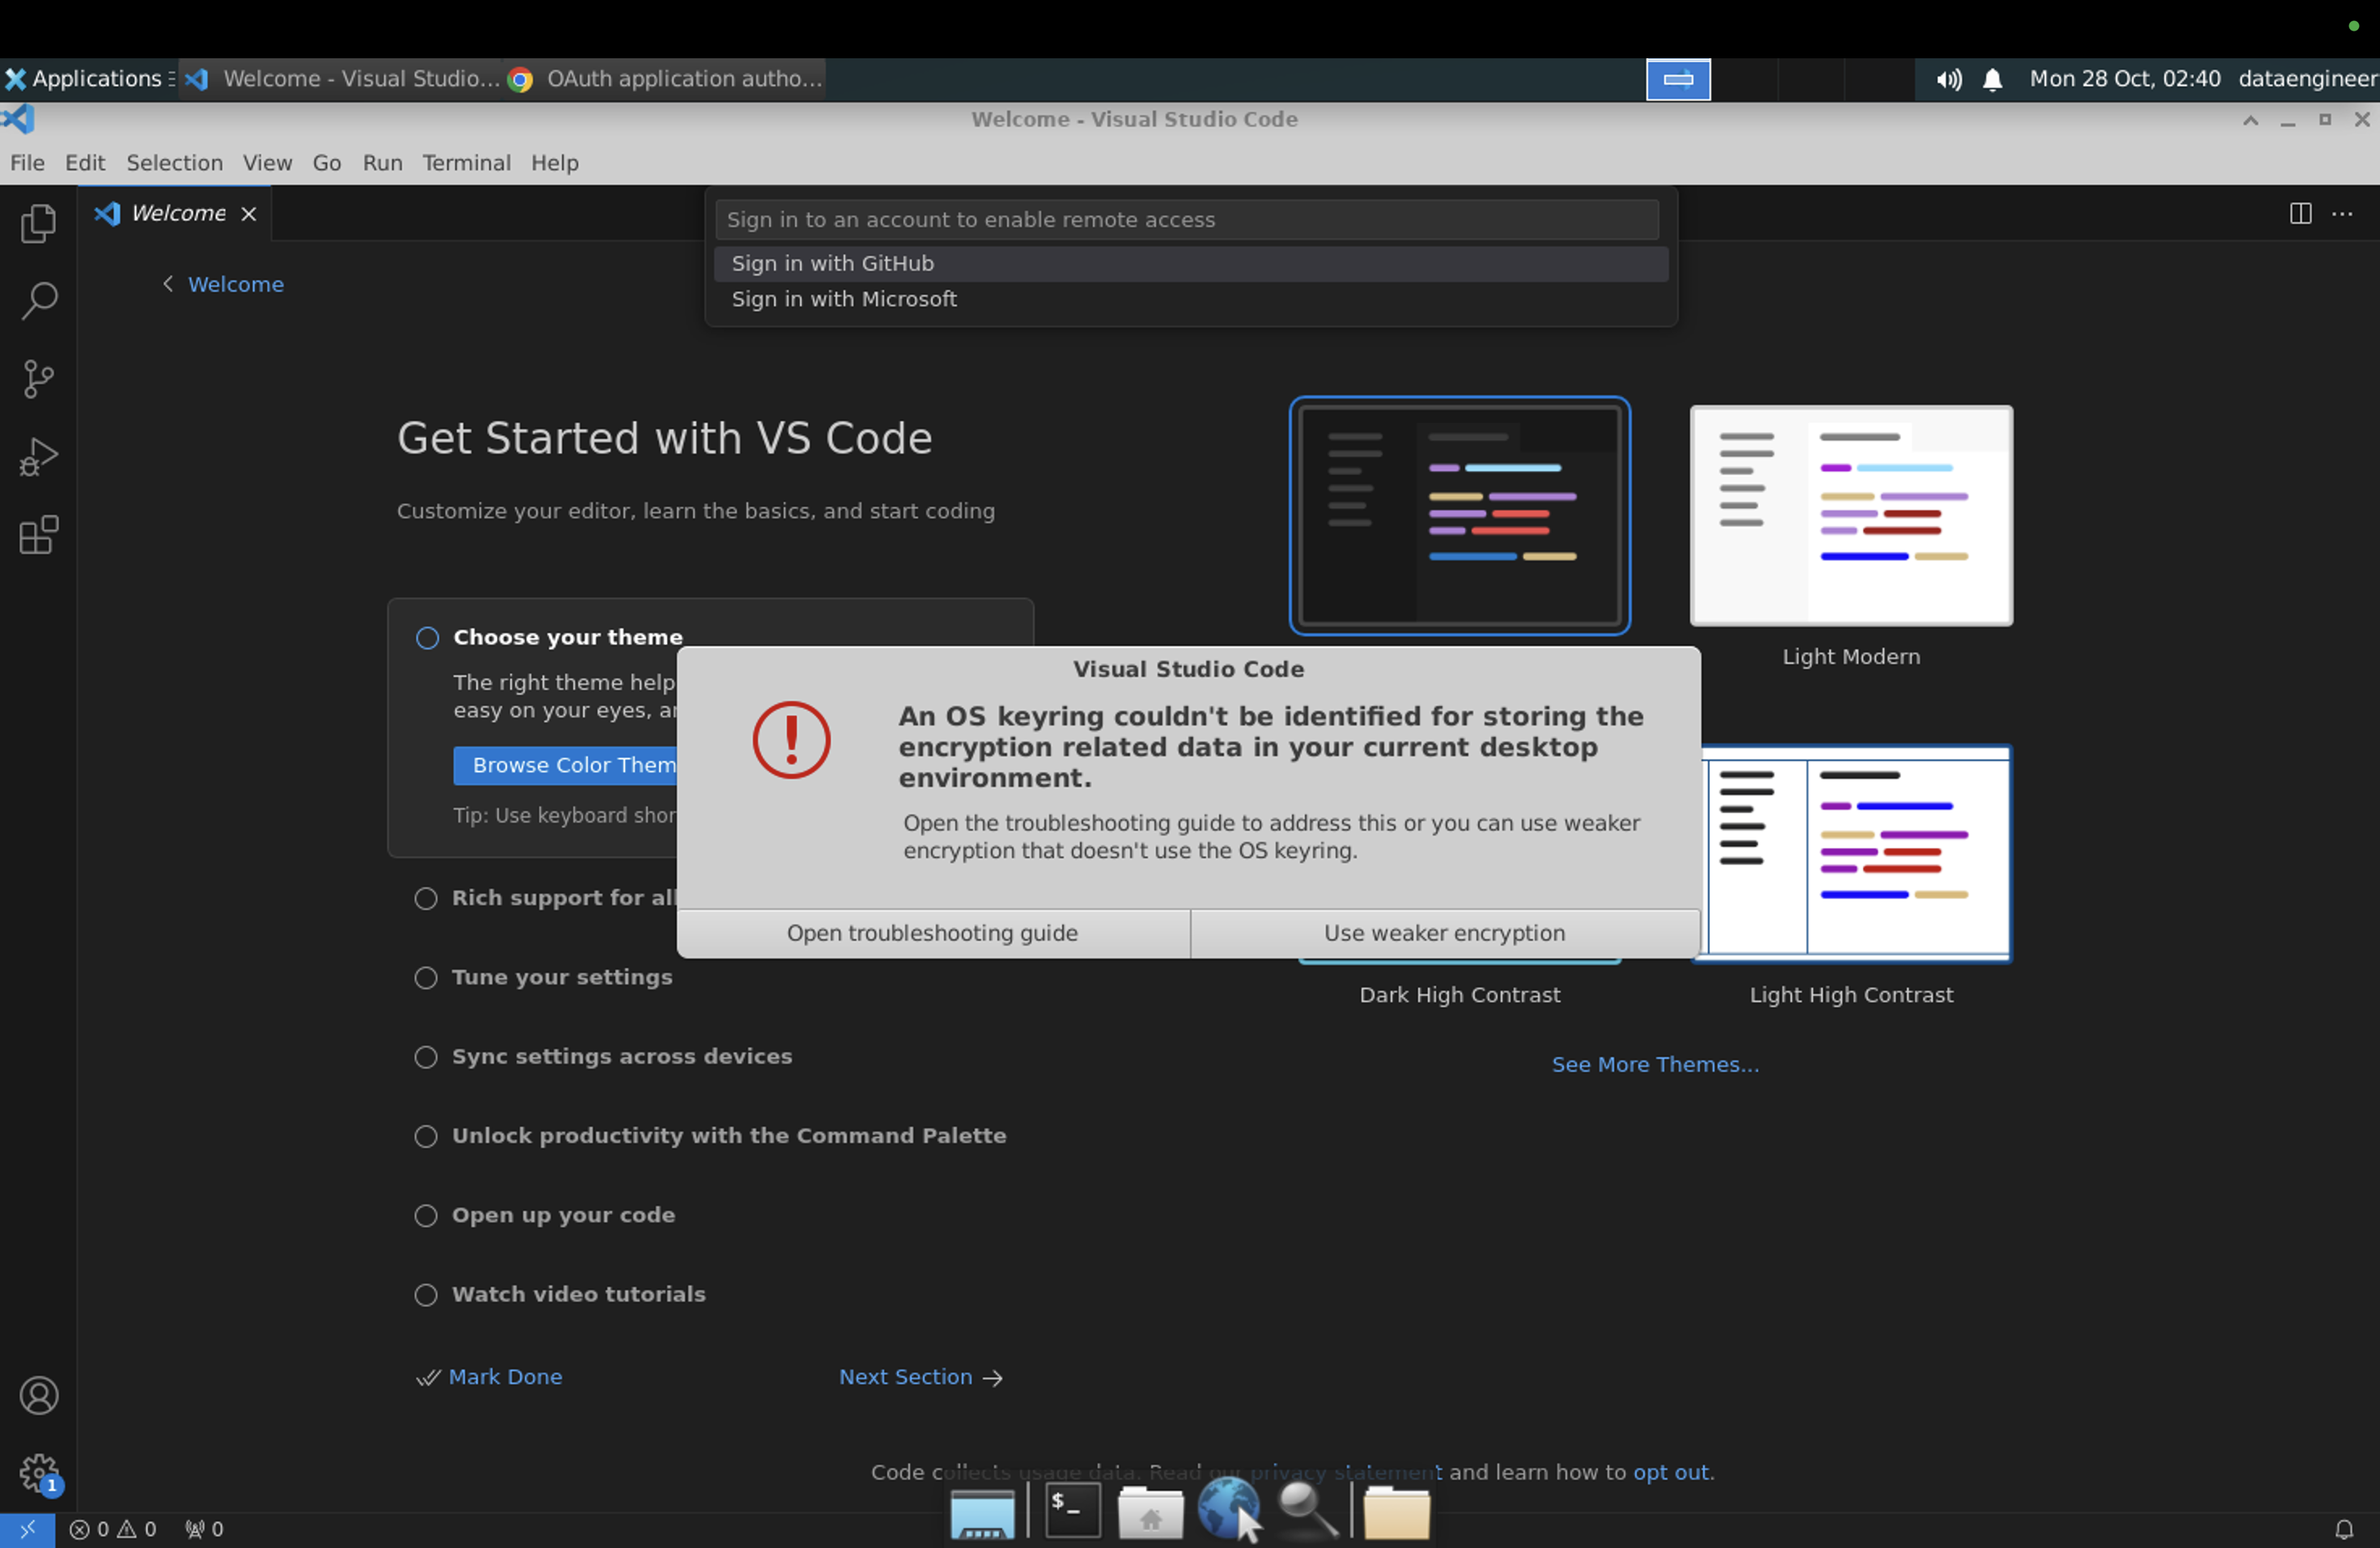 Applications
Welcome - Visual Studio...
OAuth application autho...
Mon 28 Oct, 02:40
dataengineer
Welcome - Visual Studio Code
File Edit Selection View Go Run Terminal Help
Welcome
Sign in to an account to enable remote access
Sign in with GitHub
Sign in with Microsoft
Welcome
Get Started with VS Code
Customize your editor, learn the basics, and start coding
Choose your theme
The right theme help
easy on your eyes,
Browse Color Them
Tip: Use keyboard shor
Rich support for all
Tune your settings
Sync settings across devices
Unlock productivity with the Command Palette
Open up your code
Watch video tutorials
Mark Done
Next Section
Light Modern
Visual Studio Code
An OS keyring couldn't be identified for storing the
encryption related data in your current desktop
environment.
Open the troubleshooting guide to address this or you can use weaker
encryption that doesn't use the OS keyring.
Open troubleshooting guide
Use weaker encryption
Dark High Contrast
Light High Contrast
See More Themes...
Code collects usage data. Read our privacy statement and learn how to opt out.
1
0 0 0
$_